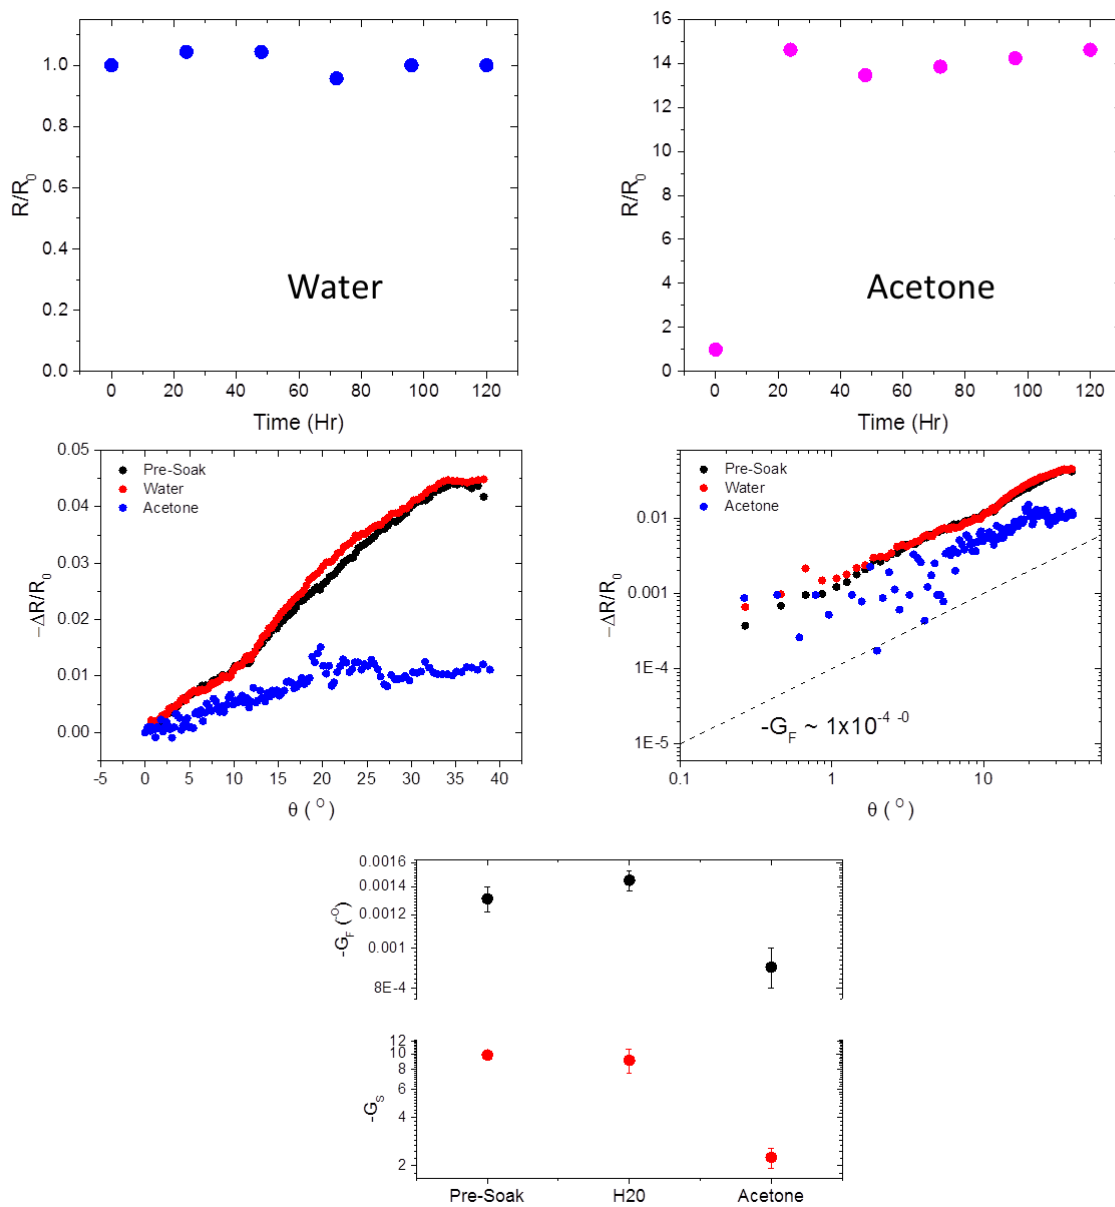 1.0
0.8
0.6
0.4
0.2
0.0
R/R0
Water
0 20 40 60 80 100 120
Time (Hr)
16
14
12
10
8
6
4
2
0
R/R0
Acetone
0 20 40 60 80 100 120
Time (Hr)
0.05
0.04
0.03
0.02
0.01
0.00
−ΔR/R0
Pre-Soak
Water
Acetone
-5 0 5 10 15 20 25 30 35 40
θ (°)
0.01
0.001
1E-4
1E-5
−ΔR/R0
Pre-Soak
Water
Acetone
-GF ~ 1x10-4 -0
0.1 1 10
θ (°)
0.0016
0.0014
0.0012
0.001
8E-4
-GF (-O)
12
10
8
6
4
2
-GS
Pre-Soak H20 Acetone